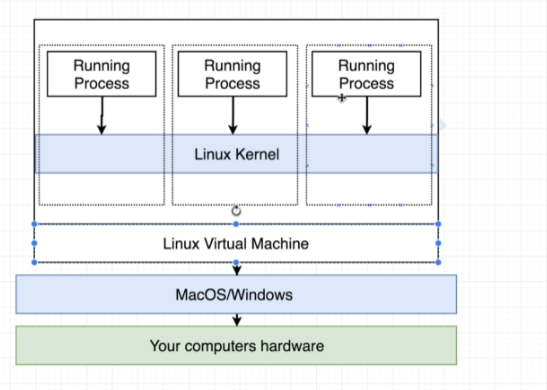 Running
Process
Running
Process
Running
Process
Linux Kernel
Linux Virtual Machine
MacOS/Windows
Your computers hardware